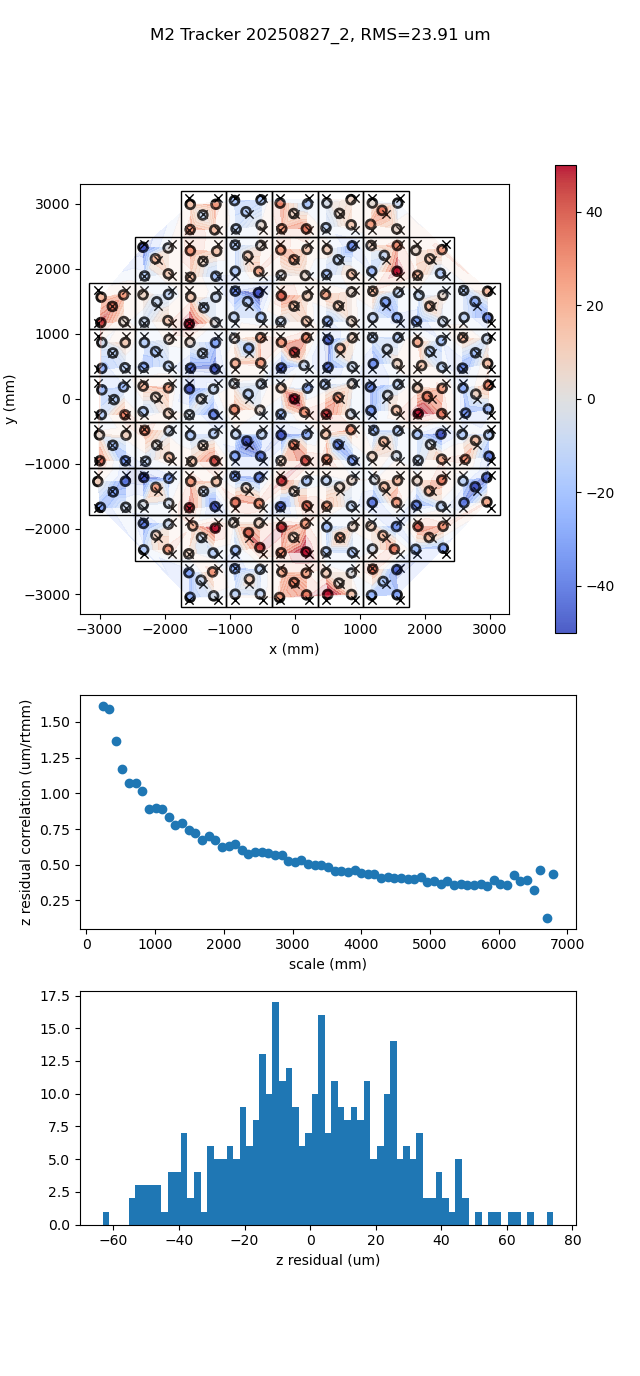 M2 Tracker 20250827_2, RMS=23.91 um
3000
2000
1000
0
−1000
−2000
−3000
y (mm)
−3000 −2000 −1000 0 1000 2000 3000
x (mm)
40
20
0
−20
−40
1.50
1.25
1.00
0.75
0.50
0.25
z residual correlation (um/rtmm)
0 1000 2000 3000 4000 5000 6000 7000
scale (mm)
17.5
15.0
12.5
10.0
7.5
5.0
2.5
0.0
−60 −40 −20 0 20 40 60 80
z residual (um)